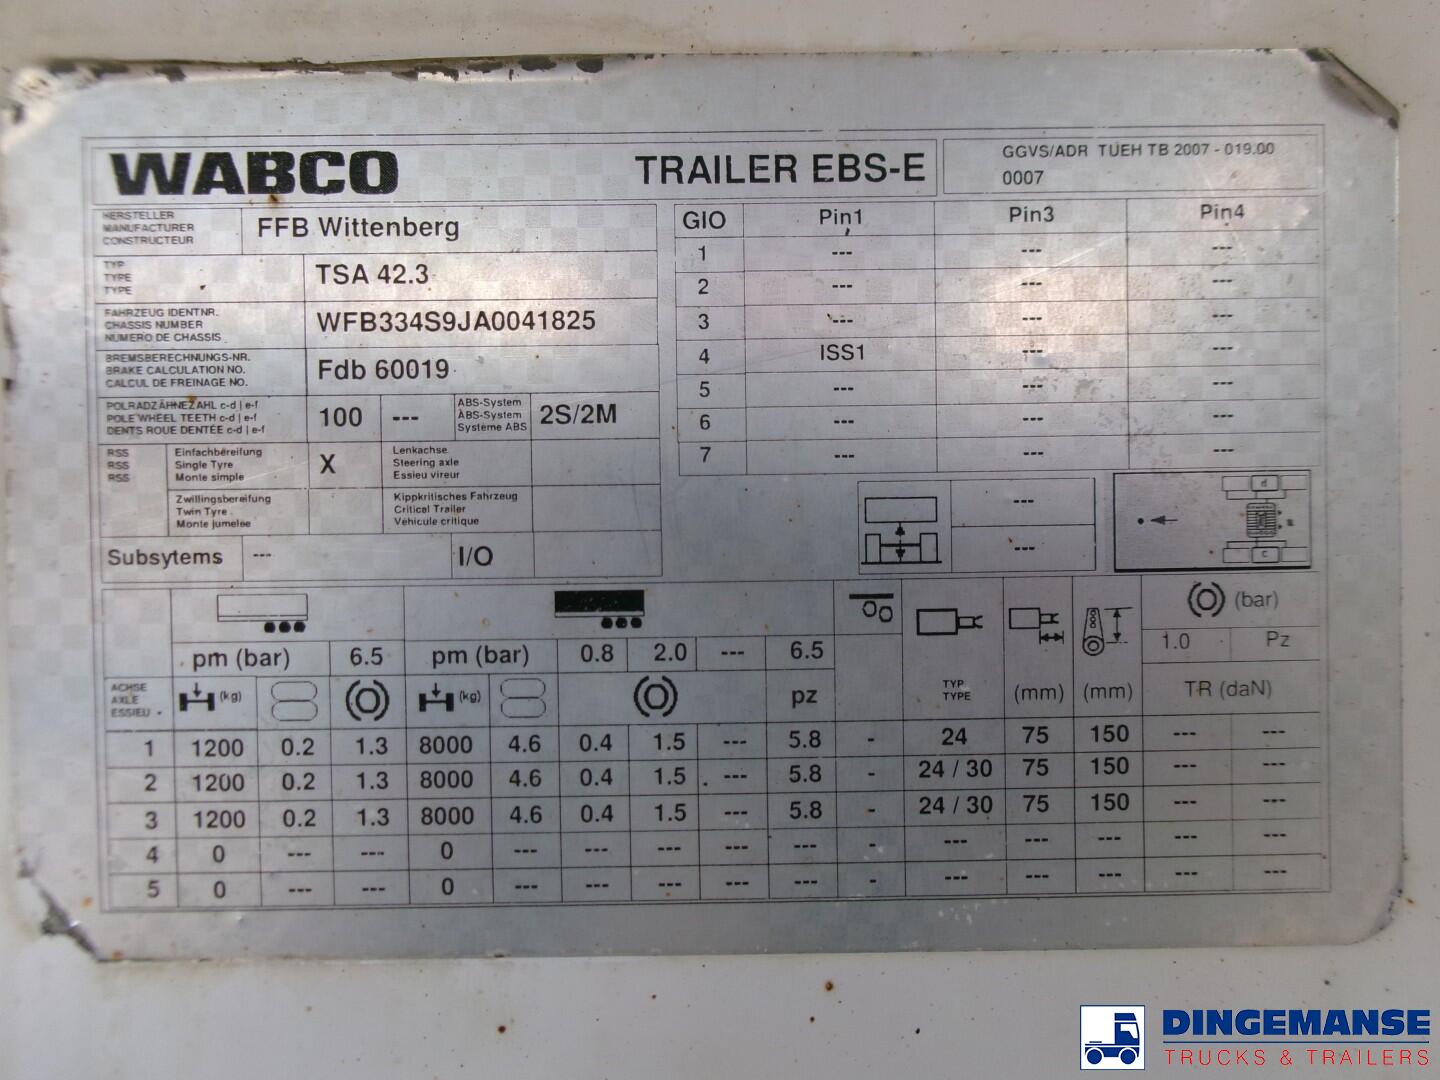 WABCO TRAILER EBS-E GGVS/ADR TUEH TB 2007 - 019.00
0007
HERSTELLER
MANUFACTURER
CONSTRUCTEUR
FFB Wittenberg
TYP
TYPE
TYPE
TSA 42.3
FAHRZEUG IDENTNR.
CHASSIS NUMBER
NUMERO DE CHASSIS
WFB334S9JA0041825
BREMSBERECHNUNGS-NR.
BRAKE CALCULATION NO.
CALCUL DE FREINAGE NO.
Fdb 60019
POLRADZÄHNEZAHL c-d | e-f
POLE WHEEL TEETH c-d | e-f
DENTS ROUE DENTÉE c-d | e-f
100 ---
ABS-System
ABS-System
Système ABS
2S/2M
RSS
RSS
RSS
Einfachbereifung
Single Tyre
Monte simple
X
Lenkachse
Steering axle
Essieu vireur
Zwillingsbereifung
Twin Tyre
Monte jumelee
Kippkritisches Fahrzeug
Critical Trailer
Véhicule critique
Subsytems --- I/O
GIO Pin1 Pin3 Pin4
1 --- --- ---
2 --- --- ---
3 --- --- ---
4 ISS1 --- ---
5 --- --- ---
6 --- --- ---
7 --- --- ---
---
---
d
c
(bar)
pm (bar) 6.5 pm (bar) 0.8 2.0 --- 6.5 1.0 Pz
ACHSE
AXLE
ESSIEU
(kg) (kg) pz
TYP
TYPE
(mm) (mm) TR (daN)
1 1200 0.2 1.3 8000 4.6 0.4 1.5 --- 5.8 - 24 75 150 --- ---
2 1200 0.2 1.3 8000 4.6 0.4 1.5 --- 5.8 - 24 / 30 75 150 --- ---
3 1200 0.2 1.3 8000 4.6 0.4 1.5 --- 5.8 - 24 / 30 75 150 --- ---
4 0 --- --- 0 --- --- --- --- --- - --- --- --- --- ---
5 0 --- --- 0 --- --- --- --- --- - --- --- --- --- ---
DINGEMANSE
TRUCKS & TRAILERS